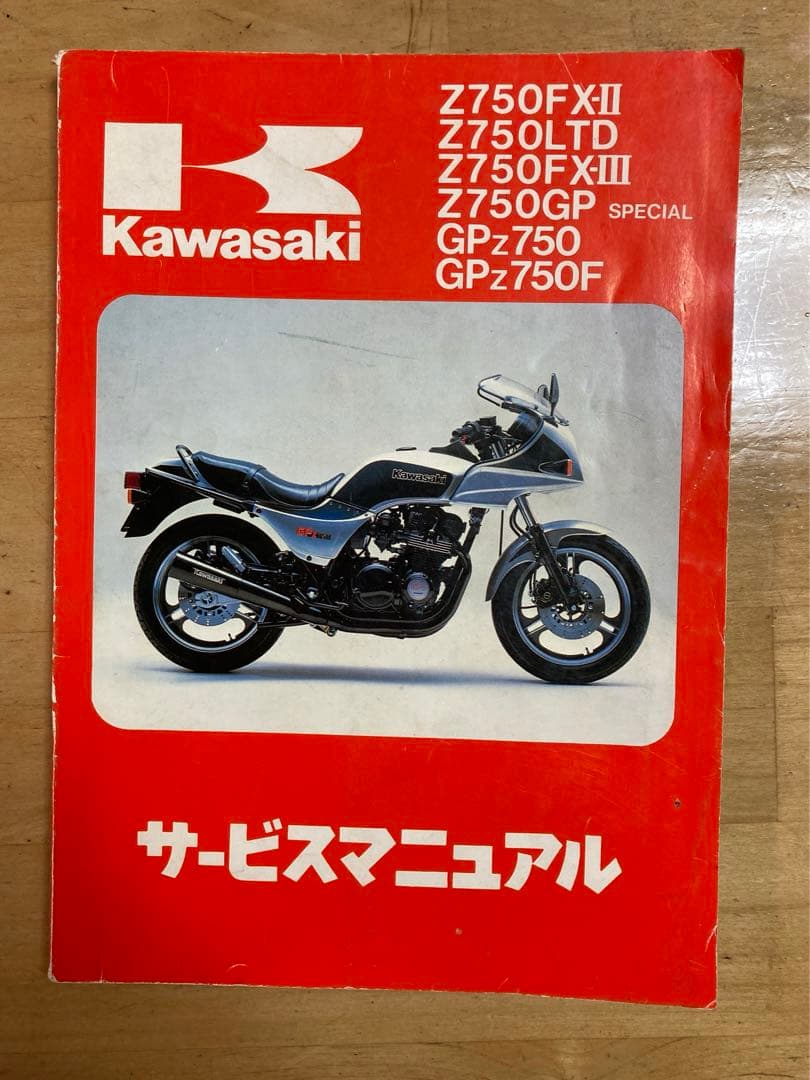 Z750FX-II
Z750LTD
Z750FX-III
Z750GP SPECIAL
GPz750
GPz750F
Kawasaki
Kawasaki
Kawasaki
サービスマニュアル